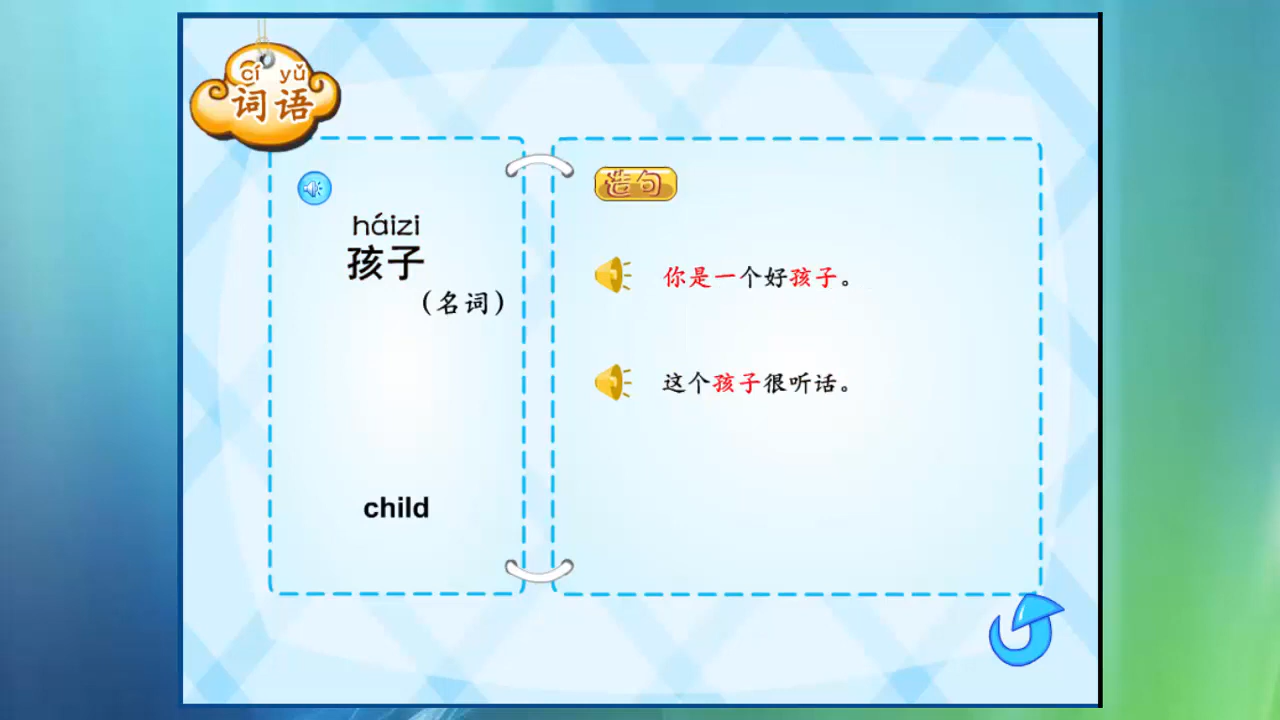 cí yǔ
词语
háizi
孩子
（名词）
child
造句
你是一个好孩子。
这个孩子很听话。